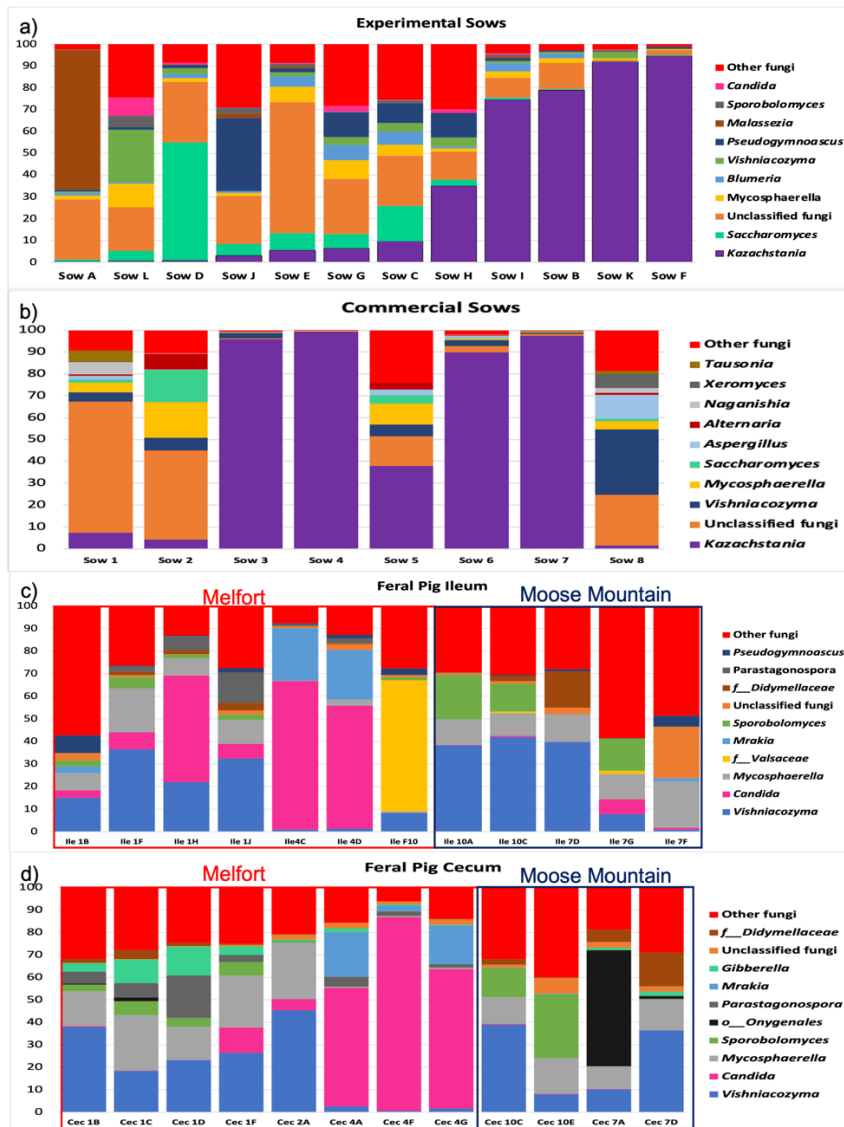 a) Experimental Sows
100
90
80
70
60
50
40
30
20
10
0
Other fungi
Candida
Sporobolomyces
Malassezia
Pseudogymnoascus
Vishniacozyma
Blumeria
Mycosphaerella
Unclassified fungi
Saccharomyces
Kazachstania
Sow A Sow L Sow D Sow J Sow E Sow G Sow C Sow H Sow I Sow B Sow K Sow F
b) Commercial Sows
100
90
80
70
60
50
40
30
20
10
0
Other fungi
Tausonia
Xeromyces
Naganishia
Alternaria
Aspergillus
Saccharomyces
Mycosphaerella
Vishniacozyma
Unclassified fungi
Kazachstania
Sow 1 Sow 2 Sow 3 Sow 4 Sow 5 Sow 6 Sow 7 Sow 8
c) Feral Pig Ileum
Melfort Moose Mountain
100
90
80
70
60
50
40
30
20
10
0
Other fungi
Pseudogymnoascus
Parastagonospora
f__Didymellaceae
Unclassified fungi
Sporobolomyces
Mrakia
f__Valsaceae
Mycosphaerella
Candida
Vishniacozyma
Ile 1B Ile 1F Ile 1H Ile 1J Ile4C Ile 4D Ile F10 Ile 10A Ile 10C Ile 7D Ile 7G Ile 7F
d) Feral Pig Cecum
Melfort Moose Mountain
100
90
80
70
60
50
40
30
20
10
0
Other fungi
f__Didymellaceae
Unclassified fungi
Gibberella
Mrakia
Parastagonospora
o__Onygenales
Sporobolomyces
Mycosphaerella
Candida
Vishniacozyma
Cec 1B Cec 1C Cec 1D Cec 1F Cec 2A Cec 4A Cec 4F Cec 4G Cec 10C Cec 10E Cec 7A Cec 7D